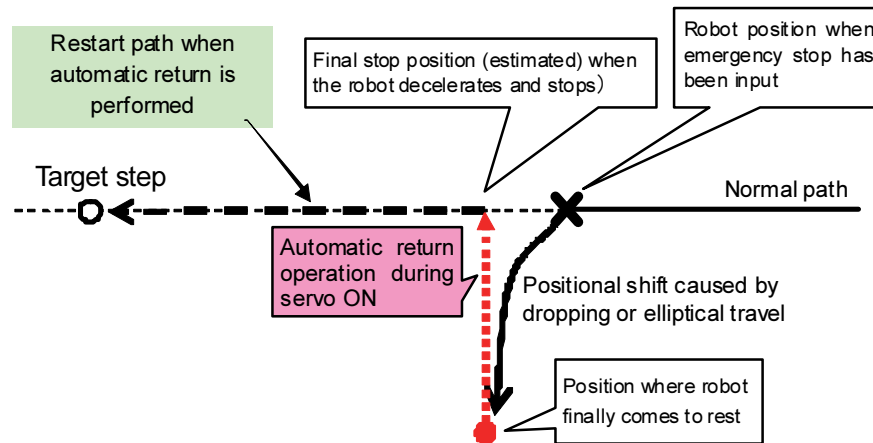 Restart path when
automatic return is
performed
Final stop position (estimated) when
the robot decelerates and stops）
Robot position when
emergency stop has
been input
Target step
Normal path
Automatic return
operation during
servo ON
Positional shift caused by
dropping or elliptical travel
Position where robot
finally comes to rest